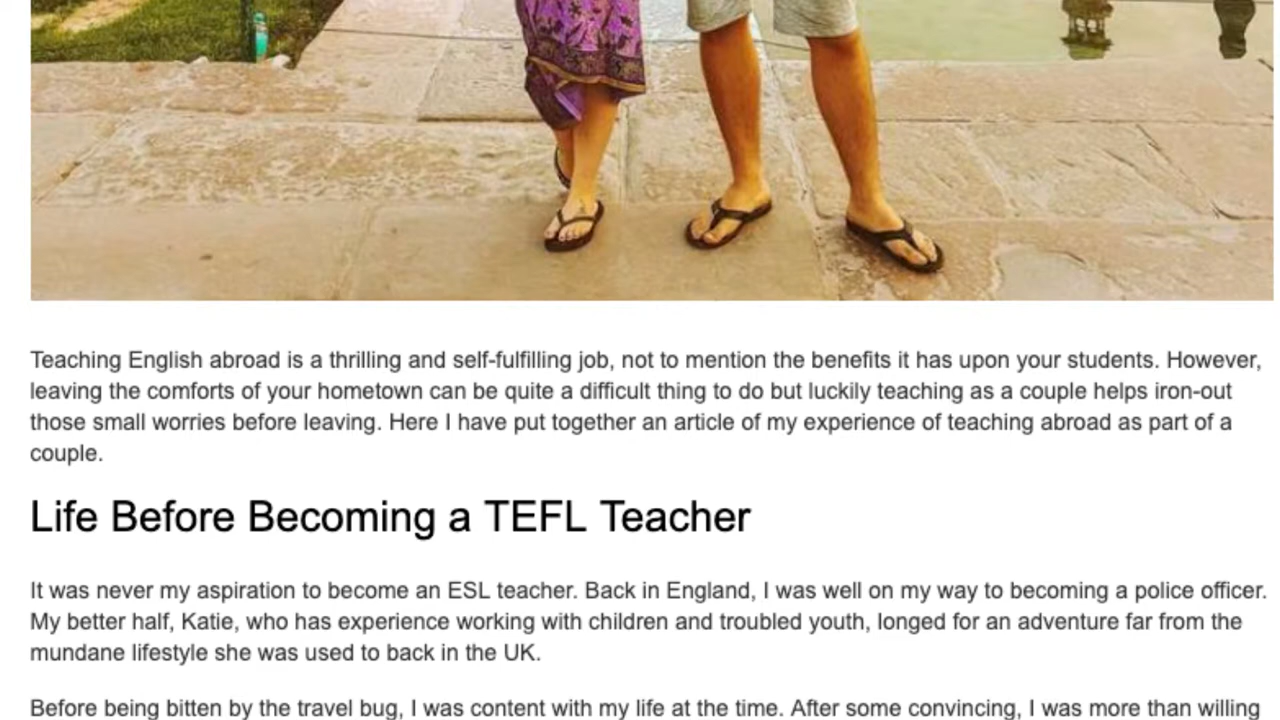 Teaching English abroad is a thrilling and self-fulfilling job, not to mention the benefits it has upon your students. However,
leaving the comforts of your hometown can be quite a difficult thing to do but luckily teaching as a couple helps iron-out
those small worries before leaving. Here I have put together an article of my experience of teaching abroad as part of a
couple.
Life Before Becoming a TEFL Teacher
It was never my aspiration to become an ESL teacher. Back in England, I was well on my way to becoming a police officer.
My better half, Katie, who has experience working with children and troubled youth, longed for an adventure far from the
mundane lifestyle she was used to back in the UK.
Before being bitten by the travel bug, I was content with my life at the time. After some convincing, I was more than willing